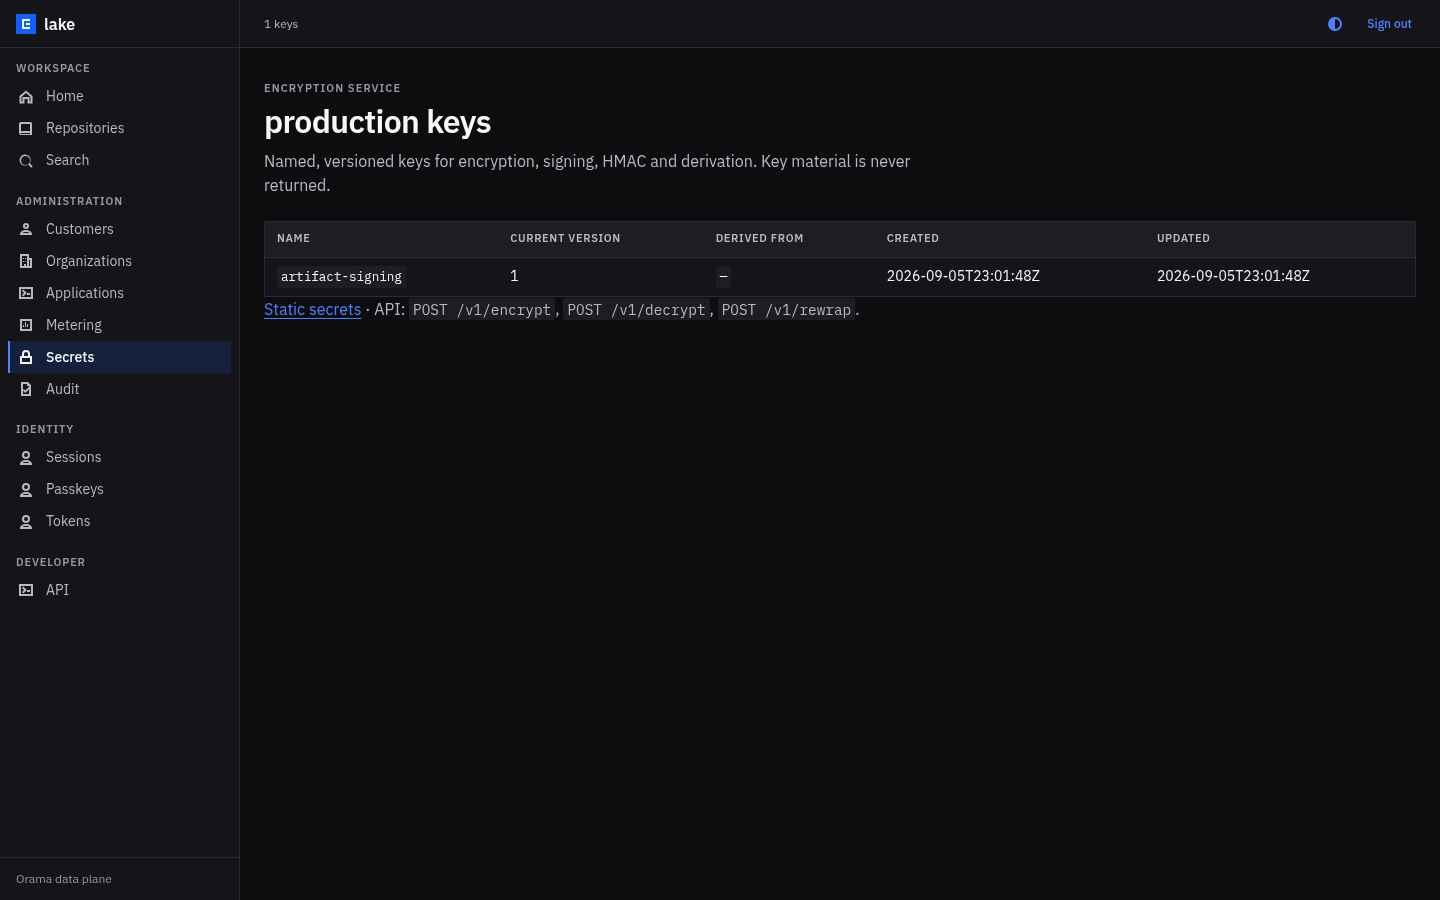 lake
1 keys
Sign out
WORKSPACE
Home
Repositories
Search
ADMINISTRATION
Customers
Organizations
Applications
Metering
Secrets
Audit
IDENTITY
Sessions
Passkeys
Tokens
DEVELOPER
API
Orama data plane
ENCRYPTION SERVICE
production keys
Named, versioned keys for encryption, signing, HMAC and derivation. Key material is never
returned.
NAME CURRENT VERSION DERIVED FROM CREATED UPDATED
artifact-signing 1 — 2026-09-05T23:01:48Z 2026-09-05T23:01:48Z
Static secrets · API: POST /v1/encrypt, POST /v1/decrypt, POST /v1/rewrap.